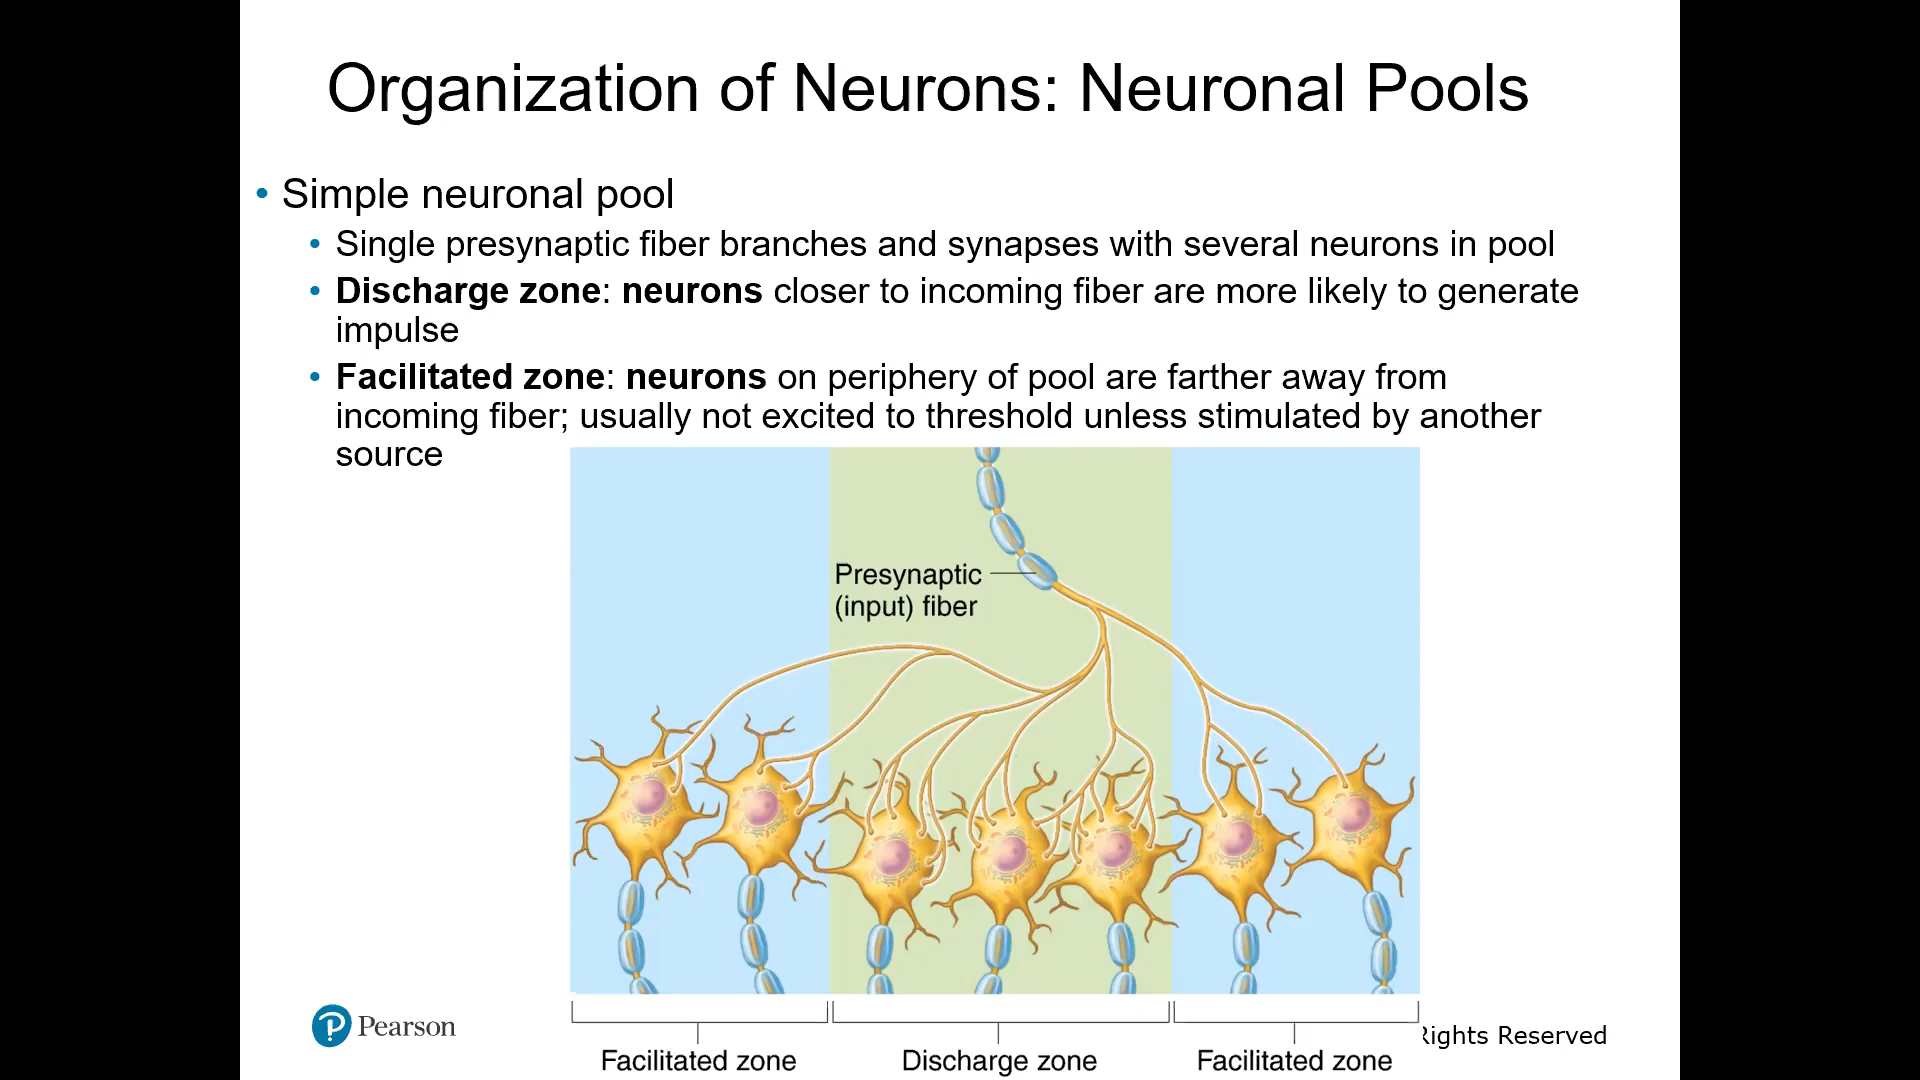 Organization of Neurons: Neuronal Pools
• Simple neuronal pool
• Single presynaptic fiber branches and synapses with several neurons in pool
• Discharge zone: neurons closer to incoming fiber are more likely to generate
impulse
• Facilitated zone: neurons on periphery of pool are farther away from
incoming fiber; usually not excited to threshold unless stimulated by another
source
Presynaptic
(input) fiber
Pearson
Rights Reserved
Facilitated zone
Discharge zone
Facilitated zone